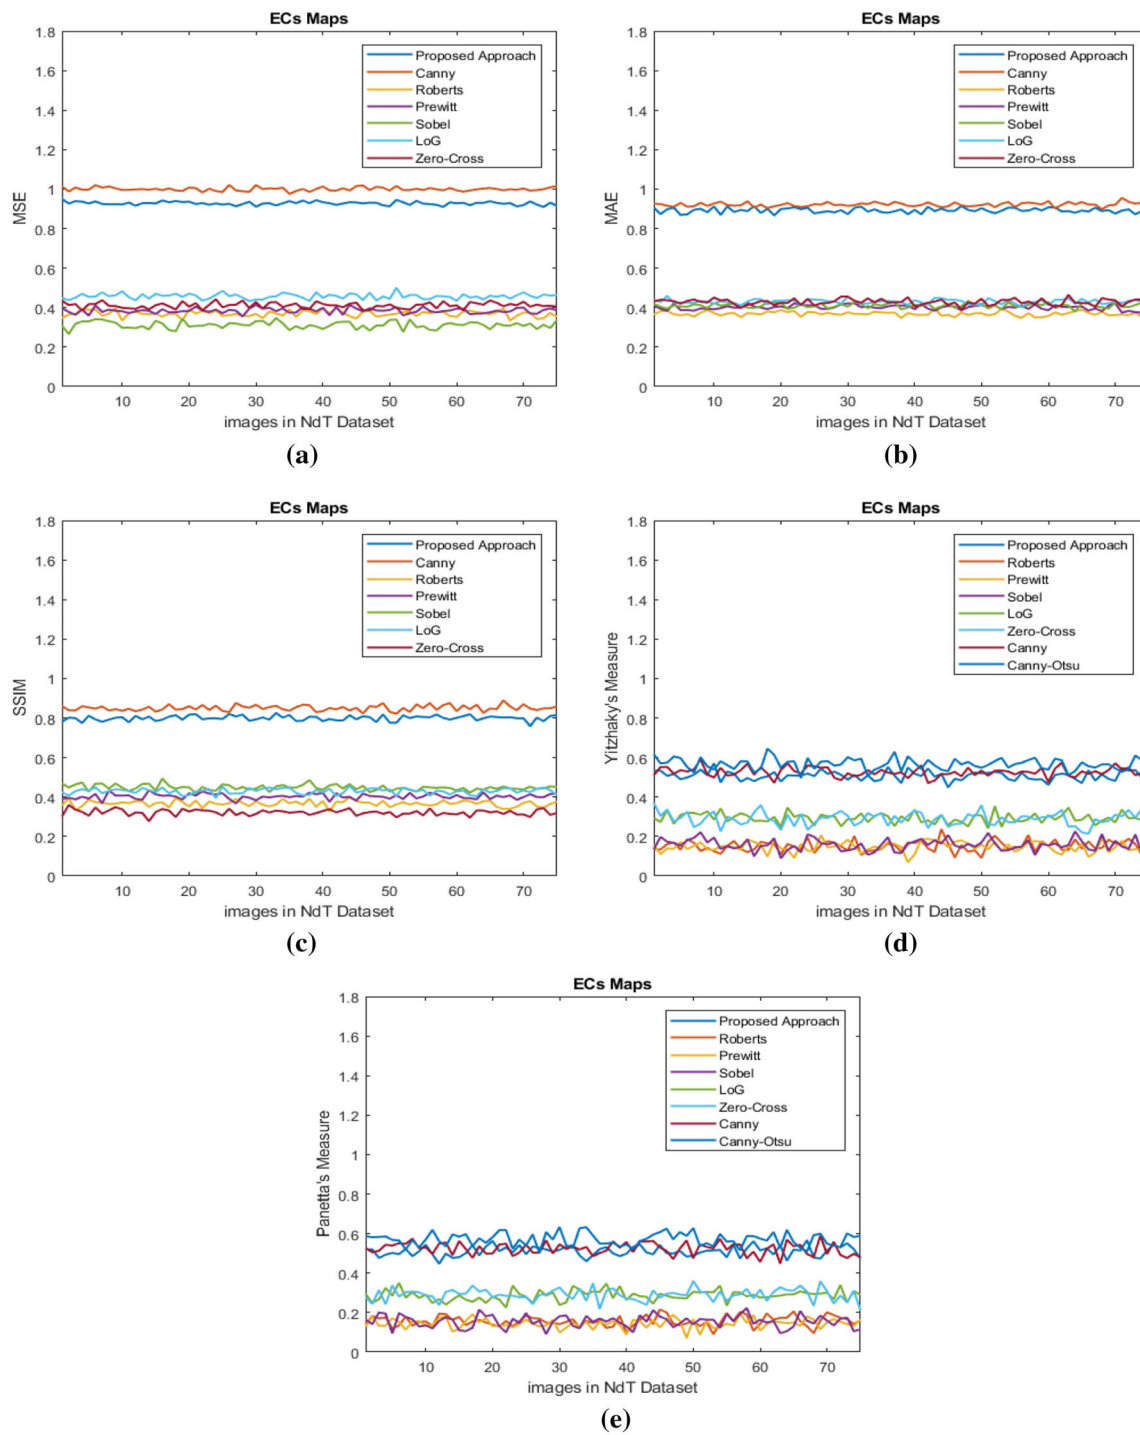 ECs Maps
1.8
1.6
1.4
1.2
1
0.8
0.6
0.4
0.2
0
MSE
Proposed Approach
Canny
Roberts
Prewitt
Sobel
LoG
Zero-Cross
10 20 30 40 50 60 70
images in NdT Dataset
(a)
ECs Maps
1.8
1.6
1.4
1.2
1
0.8
0.6
0.4
0.2
0
MAE
Proposed Approach
Canny
Roberts
Prewitt
Sobel
LoG
Zero-Cross
10 20 30 40 50 60 70
images in NdT Dataset
(b)
ECs Maps
1.8
1.6
1.4
1.2
1
0.8
0.6
0.4
0.2
0
SSIM
Proposed Approach
Canny
Roberts
Prewitt
Sobel
LoG
Zero-Cross
10 20 30 40 50 60 70
images in NdT Dataset
(c)
ECs Maps
1.8
1.6
1.4
1.2
1
0.8
0.6
0.4
0.2
0
Yitzhaky's Measure
Proposed Approach
Roberts
Prewitt
Sobel
LoG
Zero-Cross
Canny
Canny-Otsu
10 20 30 40 50 60 70
images in NdT Dataset
(d)
ECs Maps
1.8
1.6
1.4
1.2
1
0.8
0.6
0.4
0.2
0
Panetta's Measure
Proposed Approach
Roberts
Prewitt
Sobel
LoG
Zero-Cross
Canny
Canny-Otsu
10 20 30 40 50 60 70
images in NdT Dataset
(e)